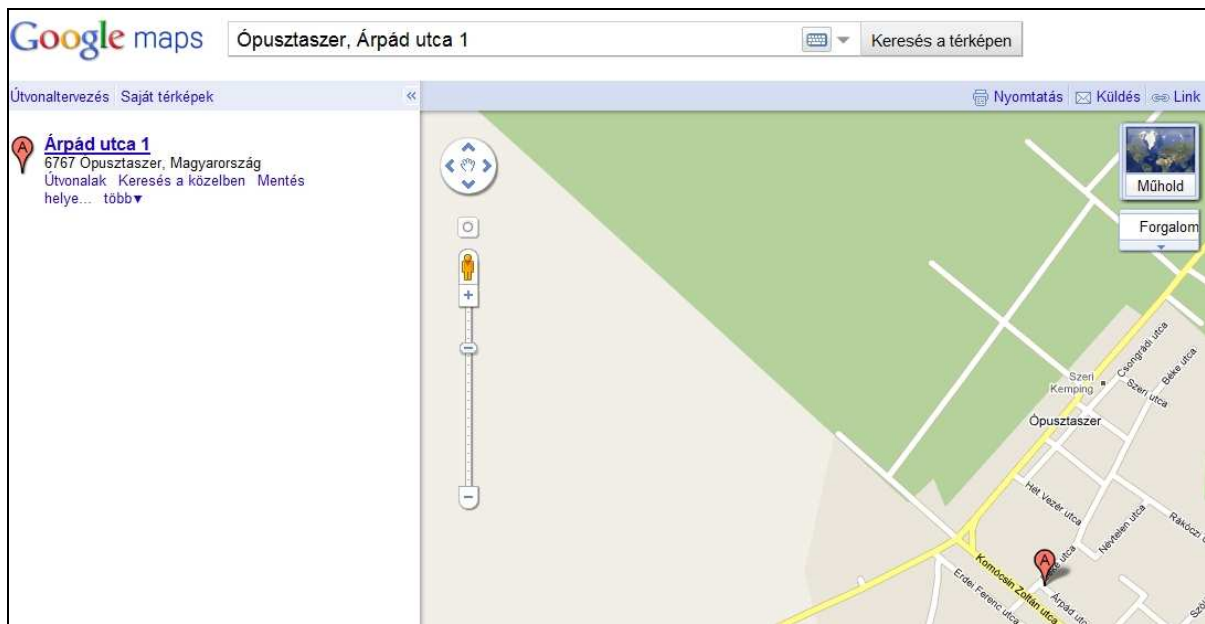 Google maps
Ópusztaszer, Árpád utca 1
Keresés a térképen
Útvonaltervezés Saját térképek «
Nyomtatás Küldés Link
A
Árpád utca 1
6767 Ópusztaszer, Magyarország
Útvonalak Keresés a közelben Mentés
helye... több▼
Műhold
Forgalom
+
−
Szeri
Kemping
Csongrádi utca
Béke utca
Szeri utca
Ópusztaszer
Hét Vezér utca
Névtelen utca
Rákóczi
A
utca
Komócsin Zoltán utca
Erdei Ferenc utca
Árpád utca